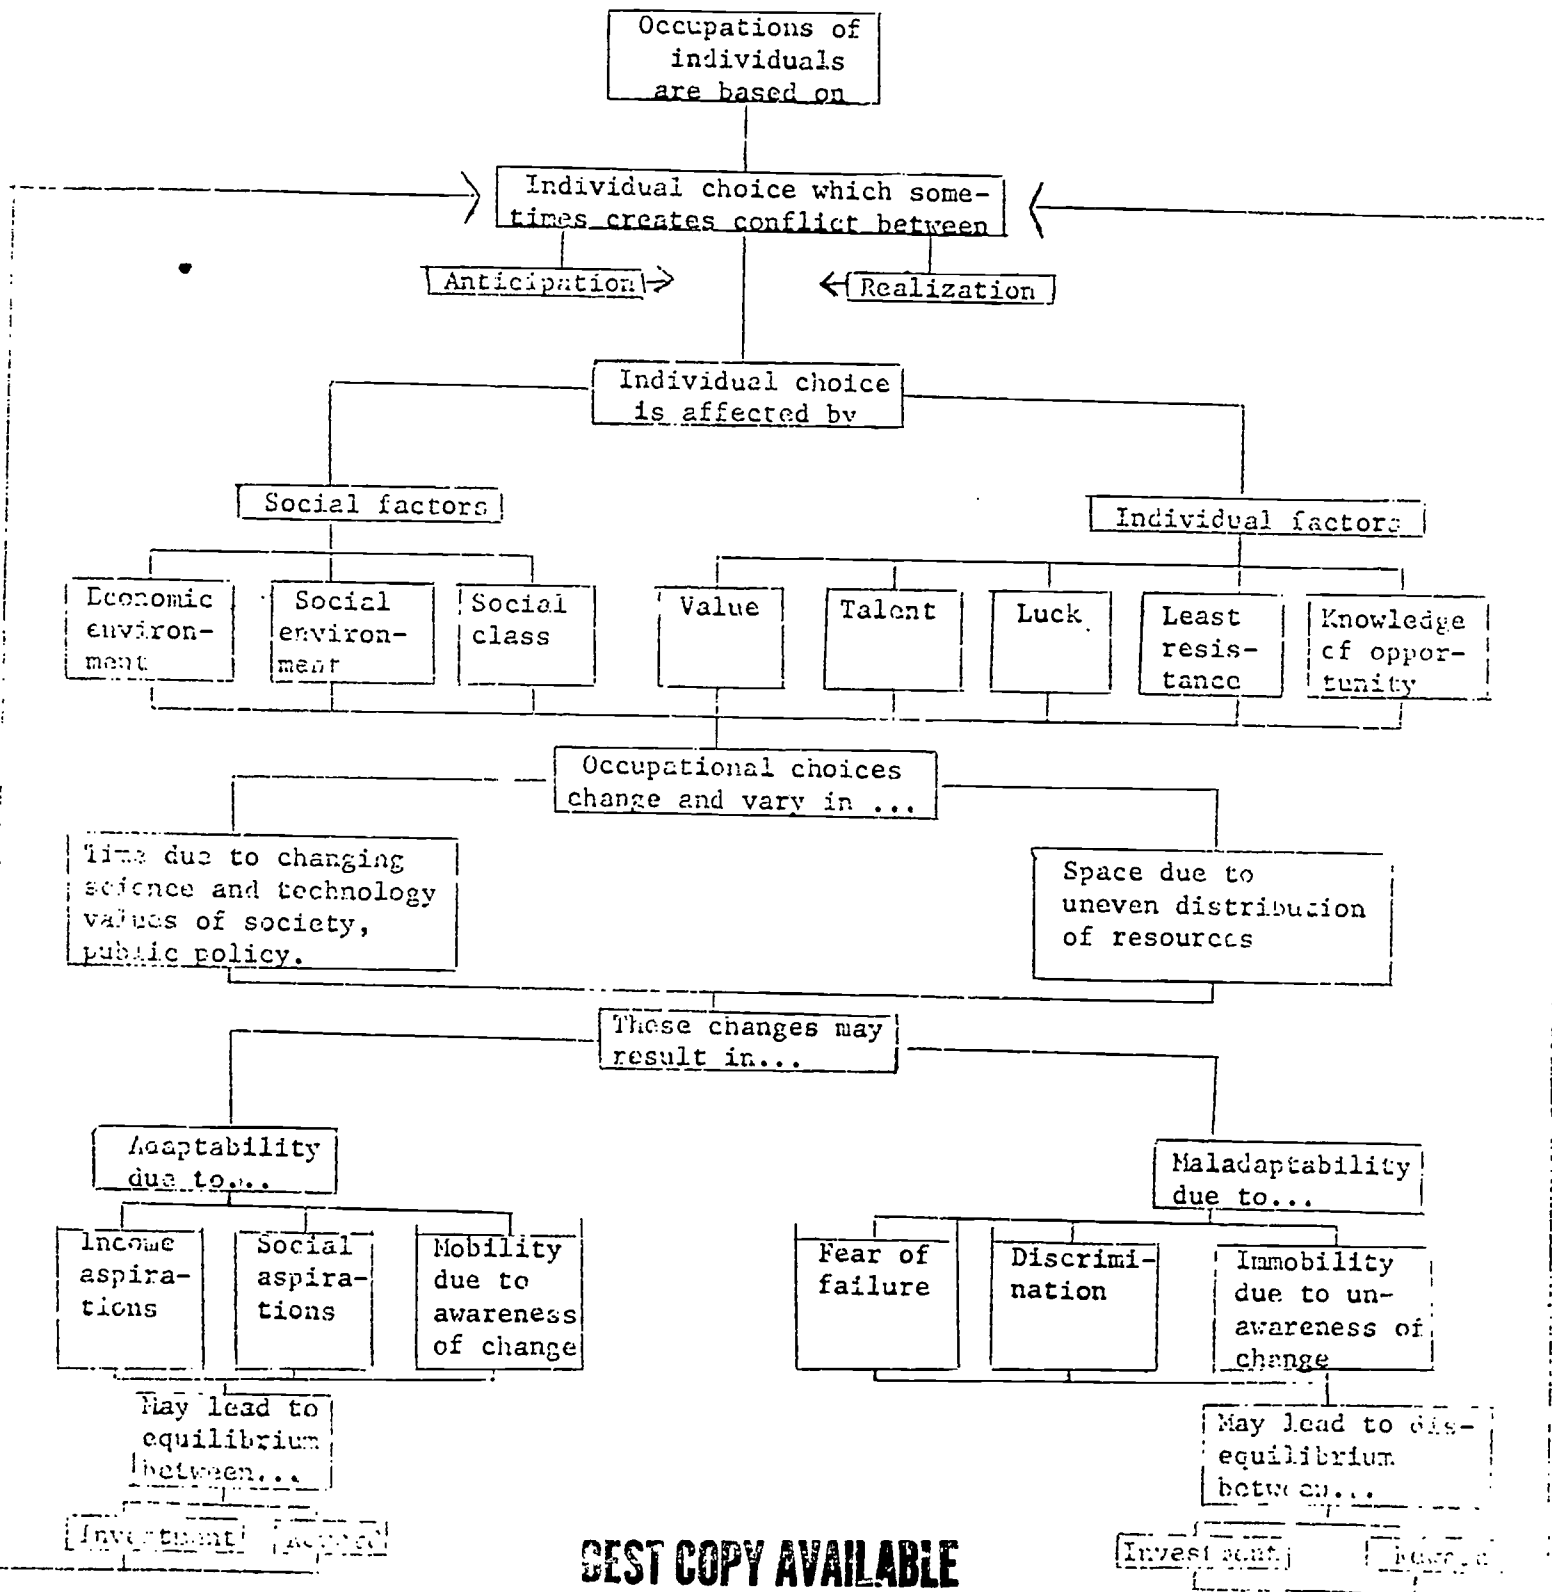 Occupations of
individuals
are based on
Individual choice which some-
times creates conflict between
Anticipation
Realization
Individual choice
is affected by
Social factors
Individual factors
Economic
environ-
ment
Social
environ-
ment
Social
class
Value
Talent
Luck
Least
resis-
tance
Knowledge
of oppor-
tunity
Occupational choices
change and vary in ...
Time due to changing
science and technology
values of society,
public policy.
Space due to
uneven distribution
of resources
These changes may
result in...
Adaptability
due to...
Maladaptability
due to...
Income
aspira-
tions
Social
aspira-
tions
Mobility
due to
awareness
of change
Fear of
failure
Discrimi-
nation
Immobility
due to un-
awareness of
change
May lead to
equilibrium
between...
May lead to dis-
equilibrium
between...
Investment
Investment
BEST COPY AVAILABLE